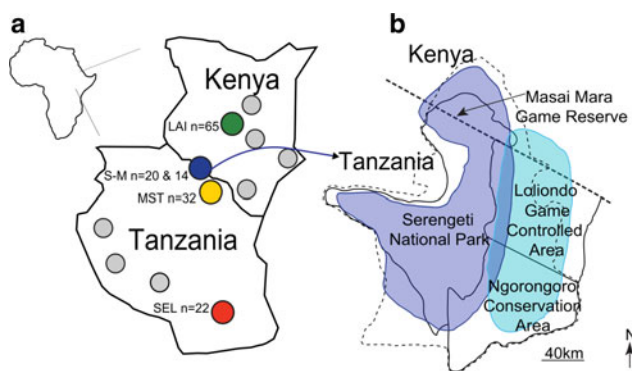 a
Kenya
LAI n=65
S-M n=20 & 14
MST n=32
Tanzania
SEL n=22
b
Kenya
Masai Mara
Game Reserve
Tanzania
Serengeti
National Park
Loliondo
Game
Controlled
Area
Ngorongoro
Conservation
Area
40km
N